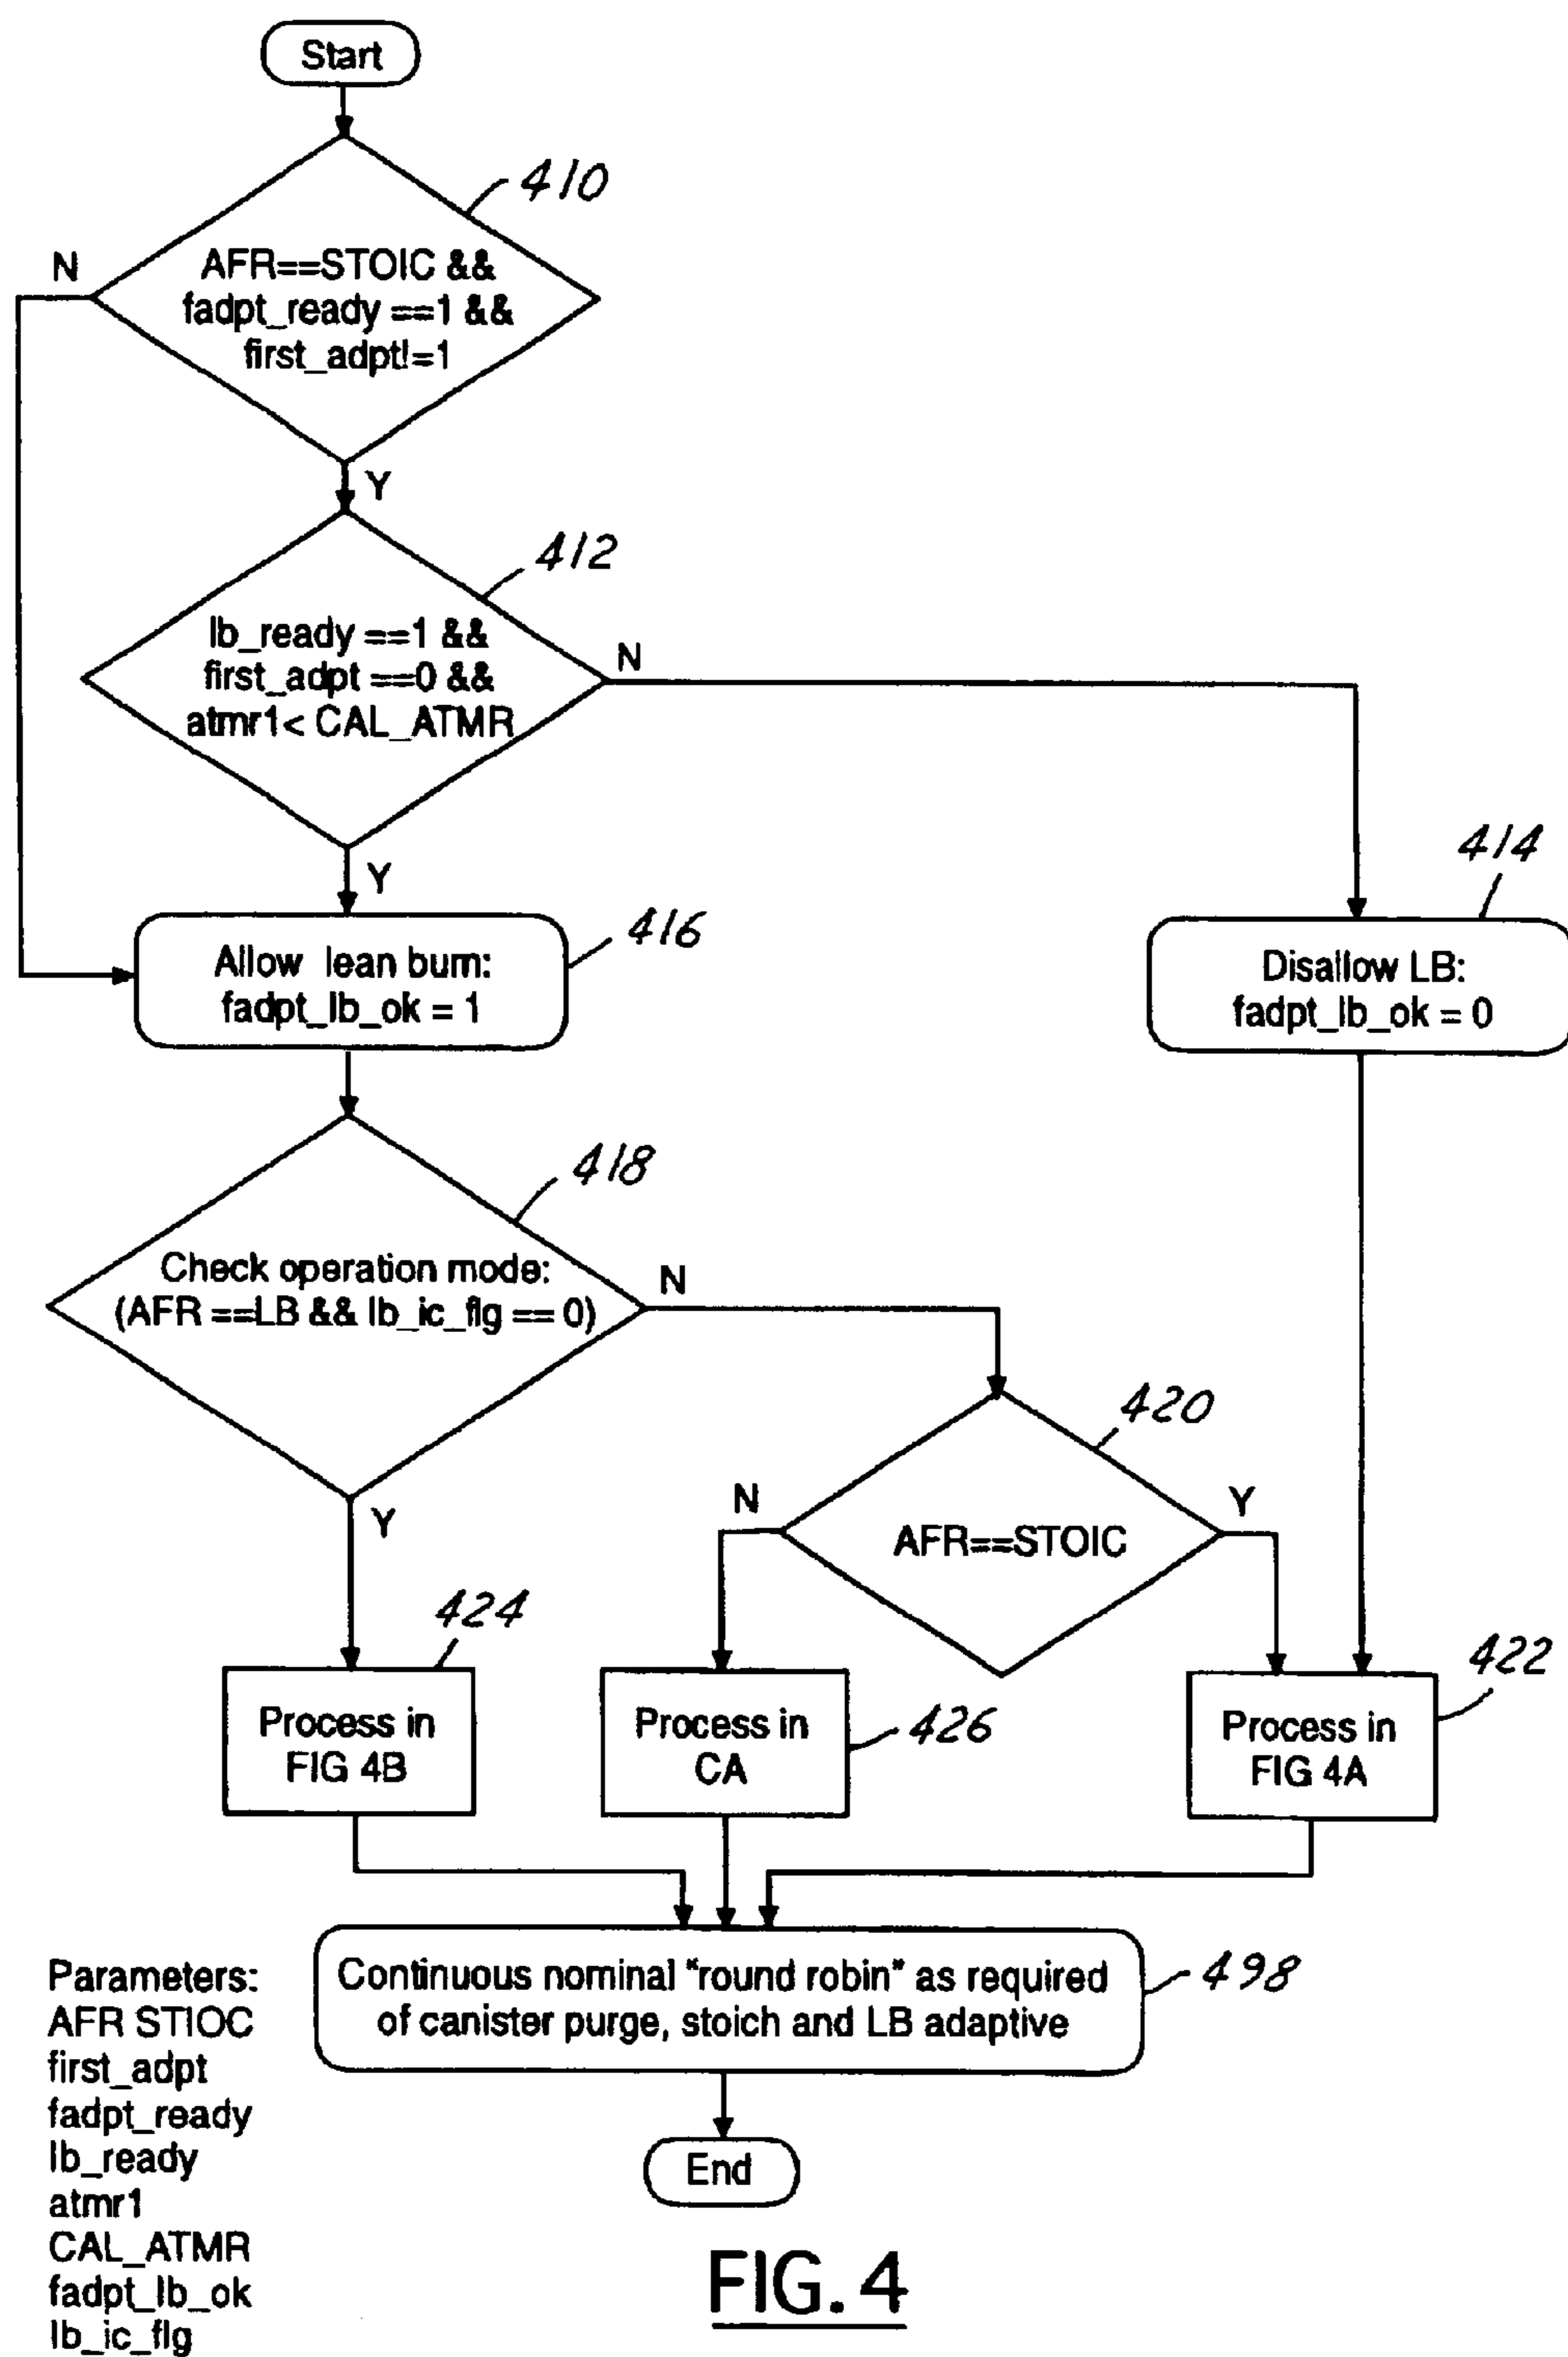 Start
410
N
AFR==STOIC &&
fadpt_ready ==1 &&
first_adpt!=1
Y
412
lb_ready ==1 &&
first_adpt ==0 &&
atmr1< CAL_ATMR
N
Y
414
416
Allow lean burn:
fadpt_lb_ok = 1
Disallow LB:
fadpt_lb_ok = 0
418
Check operation mode:
(AFR ==LB && lb_ic_flg == 0)
N
Y
420
N
Y
AFR==STOIC
424
Process in
FIG 4B
Process in
CA
426
422
Process in
FIG 4A
Continuous nominal "round robin" as required
of canister purge, stoich and LB adaptive
498
End
Parameters:
AFR STIOC
first_adpt
fadpt_ready
lb_ready
atmr1
CAL_ATMR
fadpt_lb_ok
lb_ic_flg
FIG. 4